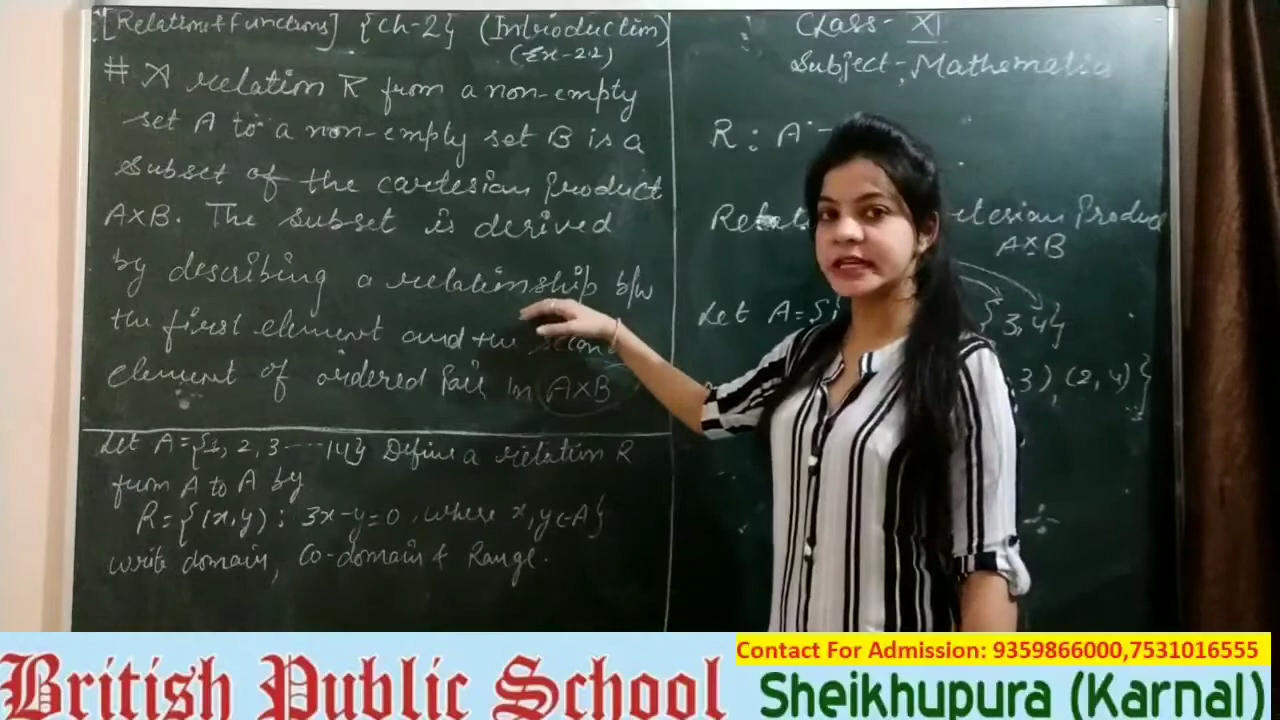 [Relation & Functions] {Ch-2} (Introduction)
(Ex-2.2)
# A relation R from a non-empty
set A to a non-empty set B is a
Subset of the cartesian product
A×B. The subset is derived
by describing a relationship b/w
the first element and the second
element of ordered pair in A×B
Let A={1, 2, 3 ---- 14} Define a relation R
from A to A by
R={(x,y) : 3x-y=0, where x,y∈A}
write domain, Co-domain & Range.
Class- XI
Subject:- Mathematics
R : A
A×B
Let A={
{3,4}
3), (2,4)}
British Public School
Contact For Admission: 9359866000,7531016555
Sheikhupura (Karnal)